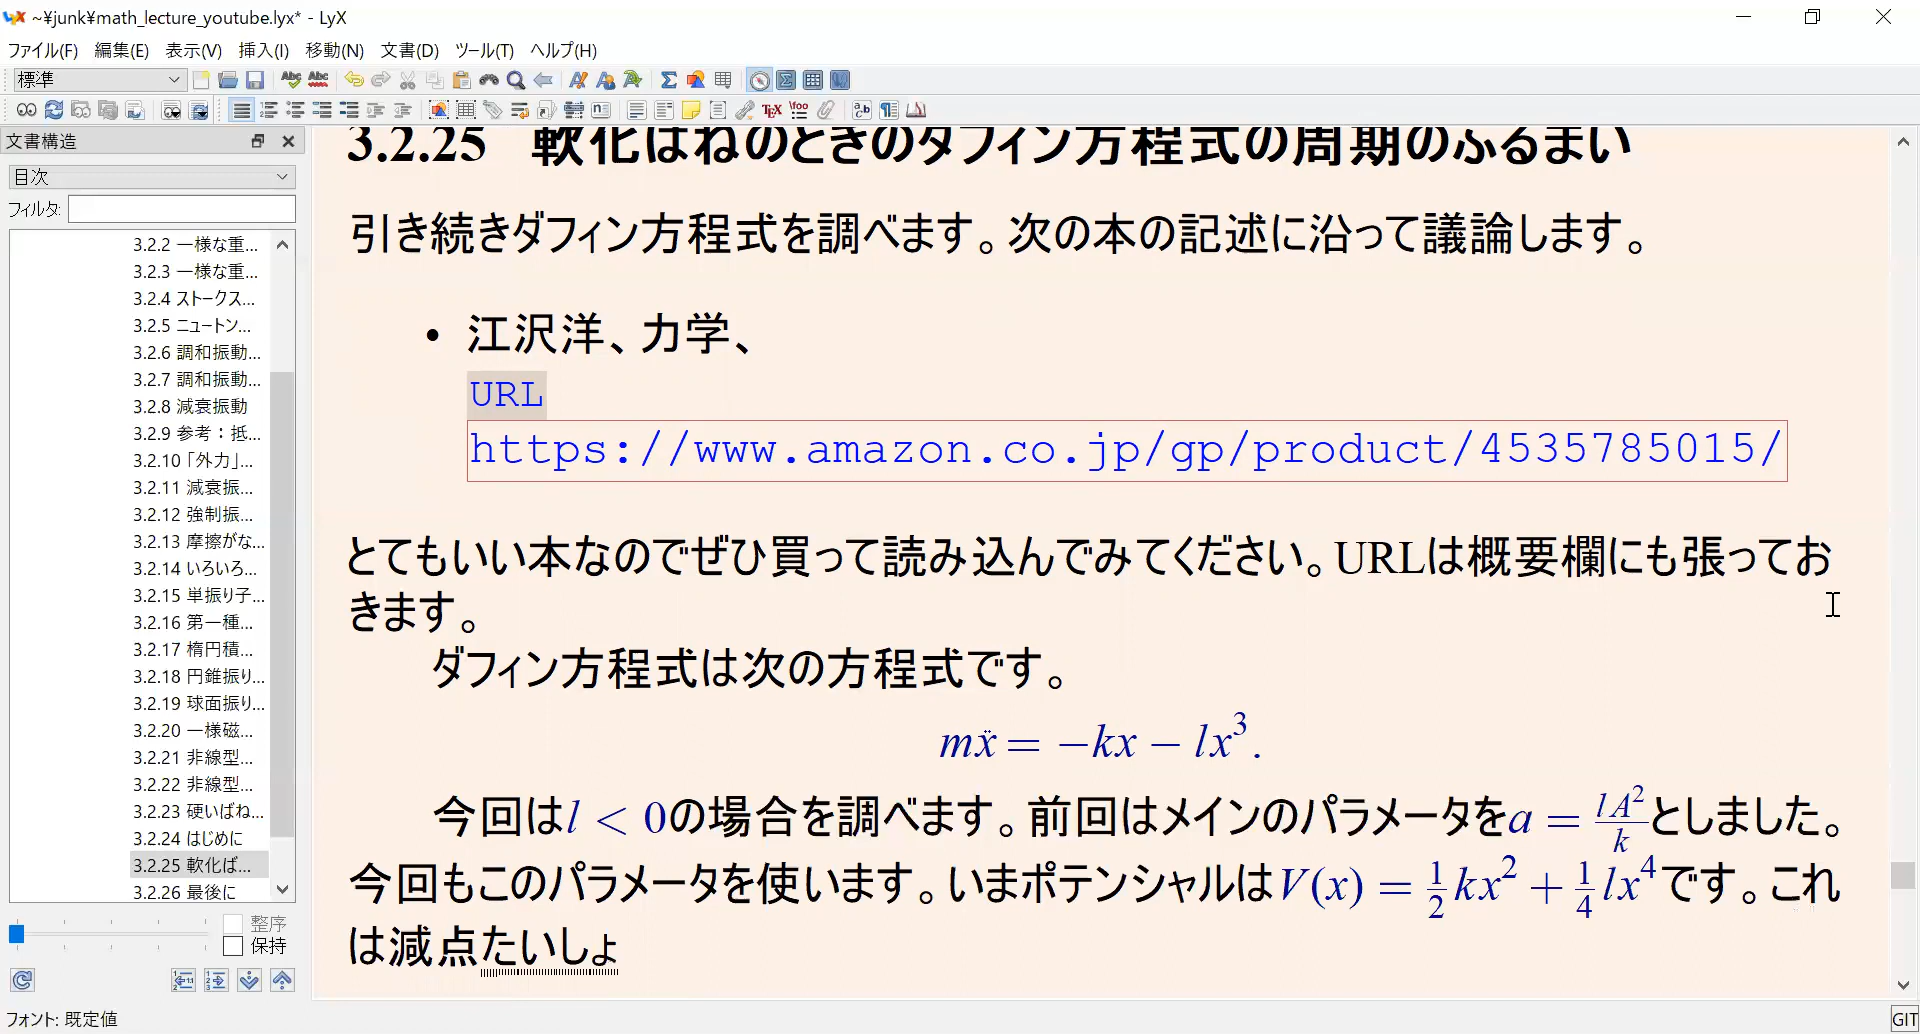 ~¥junk¥math_lecture_youtube.lyx* - LyX
ファイル(F) 編集(E) 表示(V) 挿入(I) 移動(N) 文書(D) ツール(T) ヘルプ(H)
標準
文書構造
目次
フィルタ:
3.2.2 一様な重...
3.2.3 一様な重...
3.2.4 ストークス...
3.2.5 ニュートン...
3.2.6 調和振動...
3.2.7 調和振動...
3.2.8 減衰振動
3.2.9 参考：抵...
3.2.10 「外力」...
3.2.11 減衰振...
3.2.12 強制振...
3.2.13 摩擦がな...
3.2.14 いろいろ...
3.2.15 単振り子...
3.2.16 第一種...
3.2.17 楕円積...
3.2.18 円錐振り...
3.2.19 球面振り...
3.2.20 一様磁...
3.2.21 非線型...
3.2.22 非線型...
3.2.23 硬いばね...
3.2.24 はじめに
3.2.25 軟化ば...
3.2.26 最後に
整序
保持
フォント: 既定値
3.2.25 軟化ばねのときのダフィン方程式の周期のふるまい
引き続きダフィン方程式を調べます。次の本の記述に沿って議論します。
• 江沢洋、力学、
URL
https://www.amazon.co.jp/gp/product/4535785015/
とてもいい本なのでぜひ買って読み込んでみてください。URLは概要欄にも張ってお
きます。
ダフィン方程式は次の方程式です。
mẍ = −kx − lx³.
今回はl < 0の場合を調べます。前回はメインのパラメータをa = lA²/kとしました。
今回もこのパラメータを使います。いまポテンシャルはV(x) = 1/2 kx² + 1/4 lx⁴です。これ
は減点たいしょ
GIT